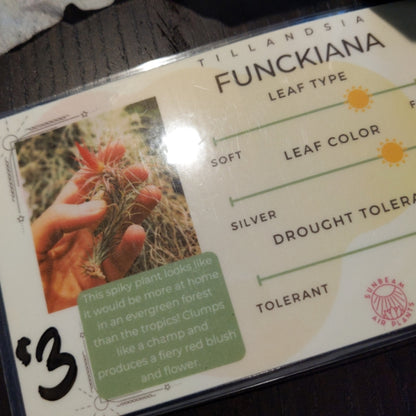 TILLANDSIA
FUNCKIANA
LEAF TYPE
SOFT
LEAF COLOR
SILVER
DROUGHT TOLERA
TOLERANT
This spiky plant looks like
it would be more at home
in an evergreen forest
than the tropics! Clumps
like a champ and
produces a fiery red blush
and flower.
$3
SUNBEAM
AIR PLANTS